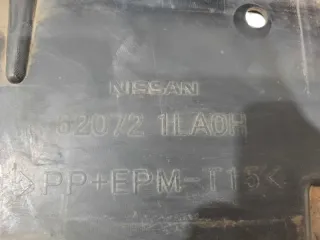 NISSAN
62072 1LA0H
>PP+EPM-T15<